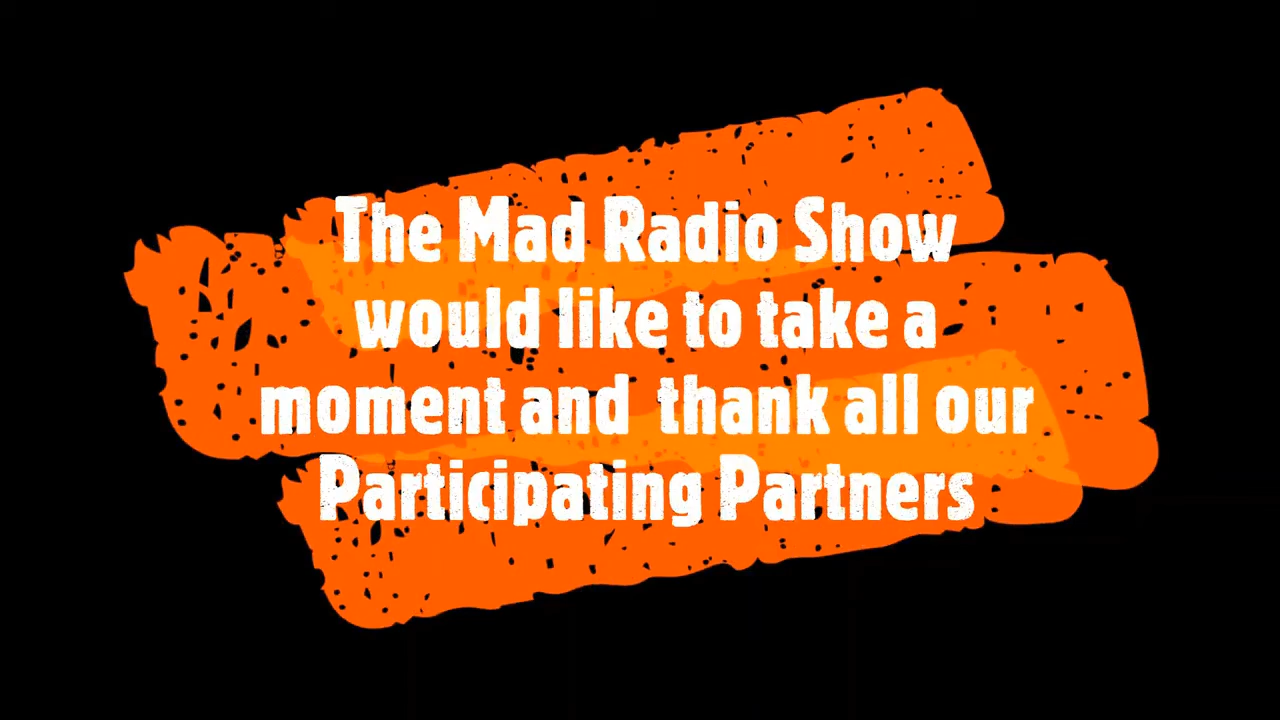 The Mad Radio Show
would like to take a
moment and  thank all our
Participating Partners